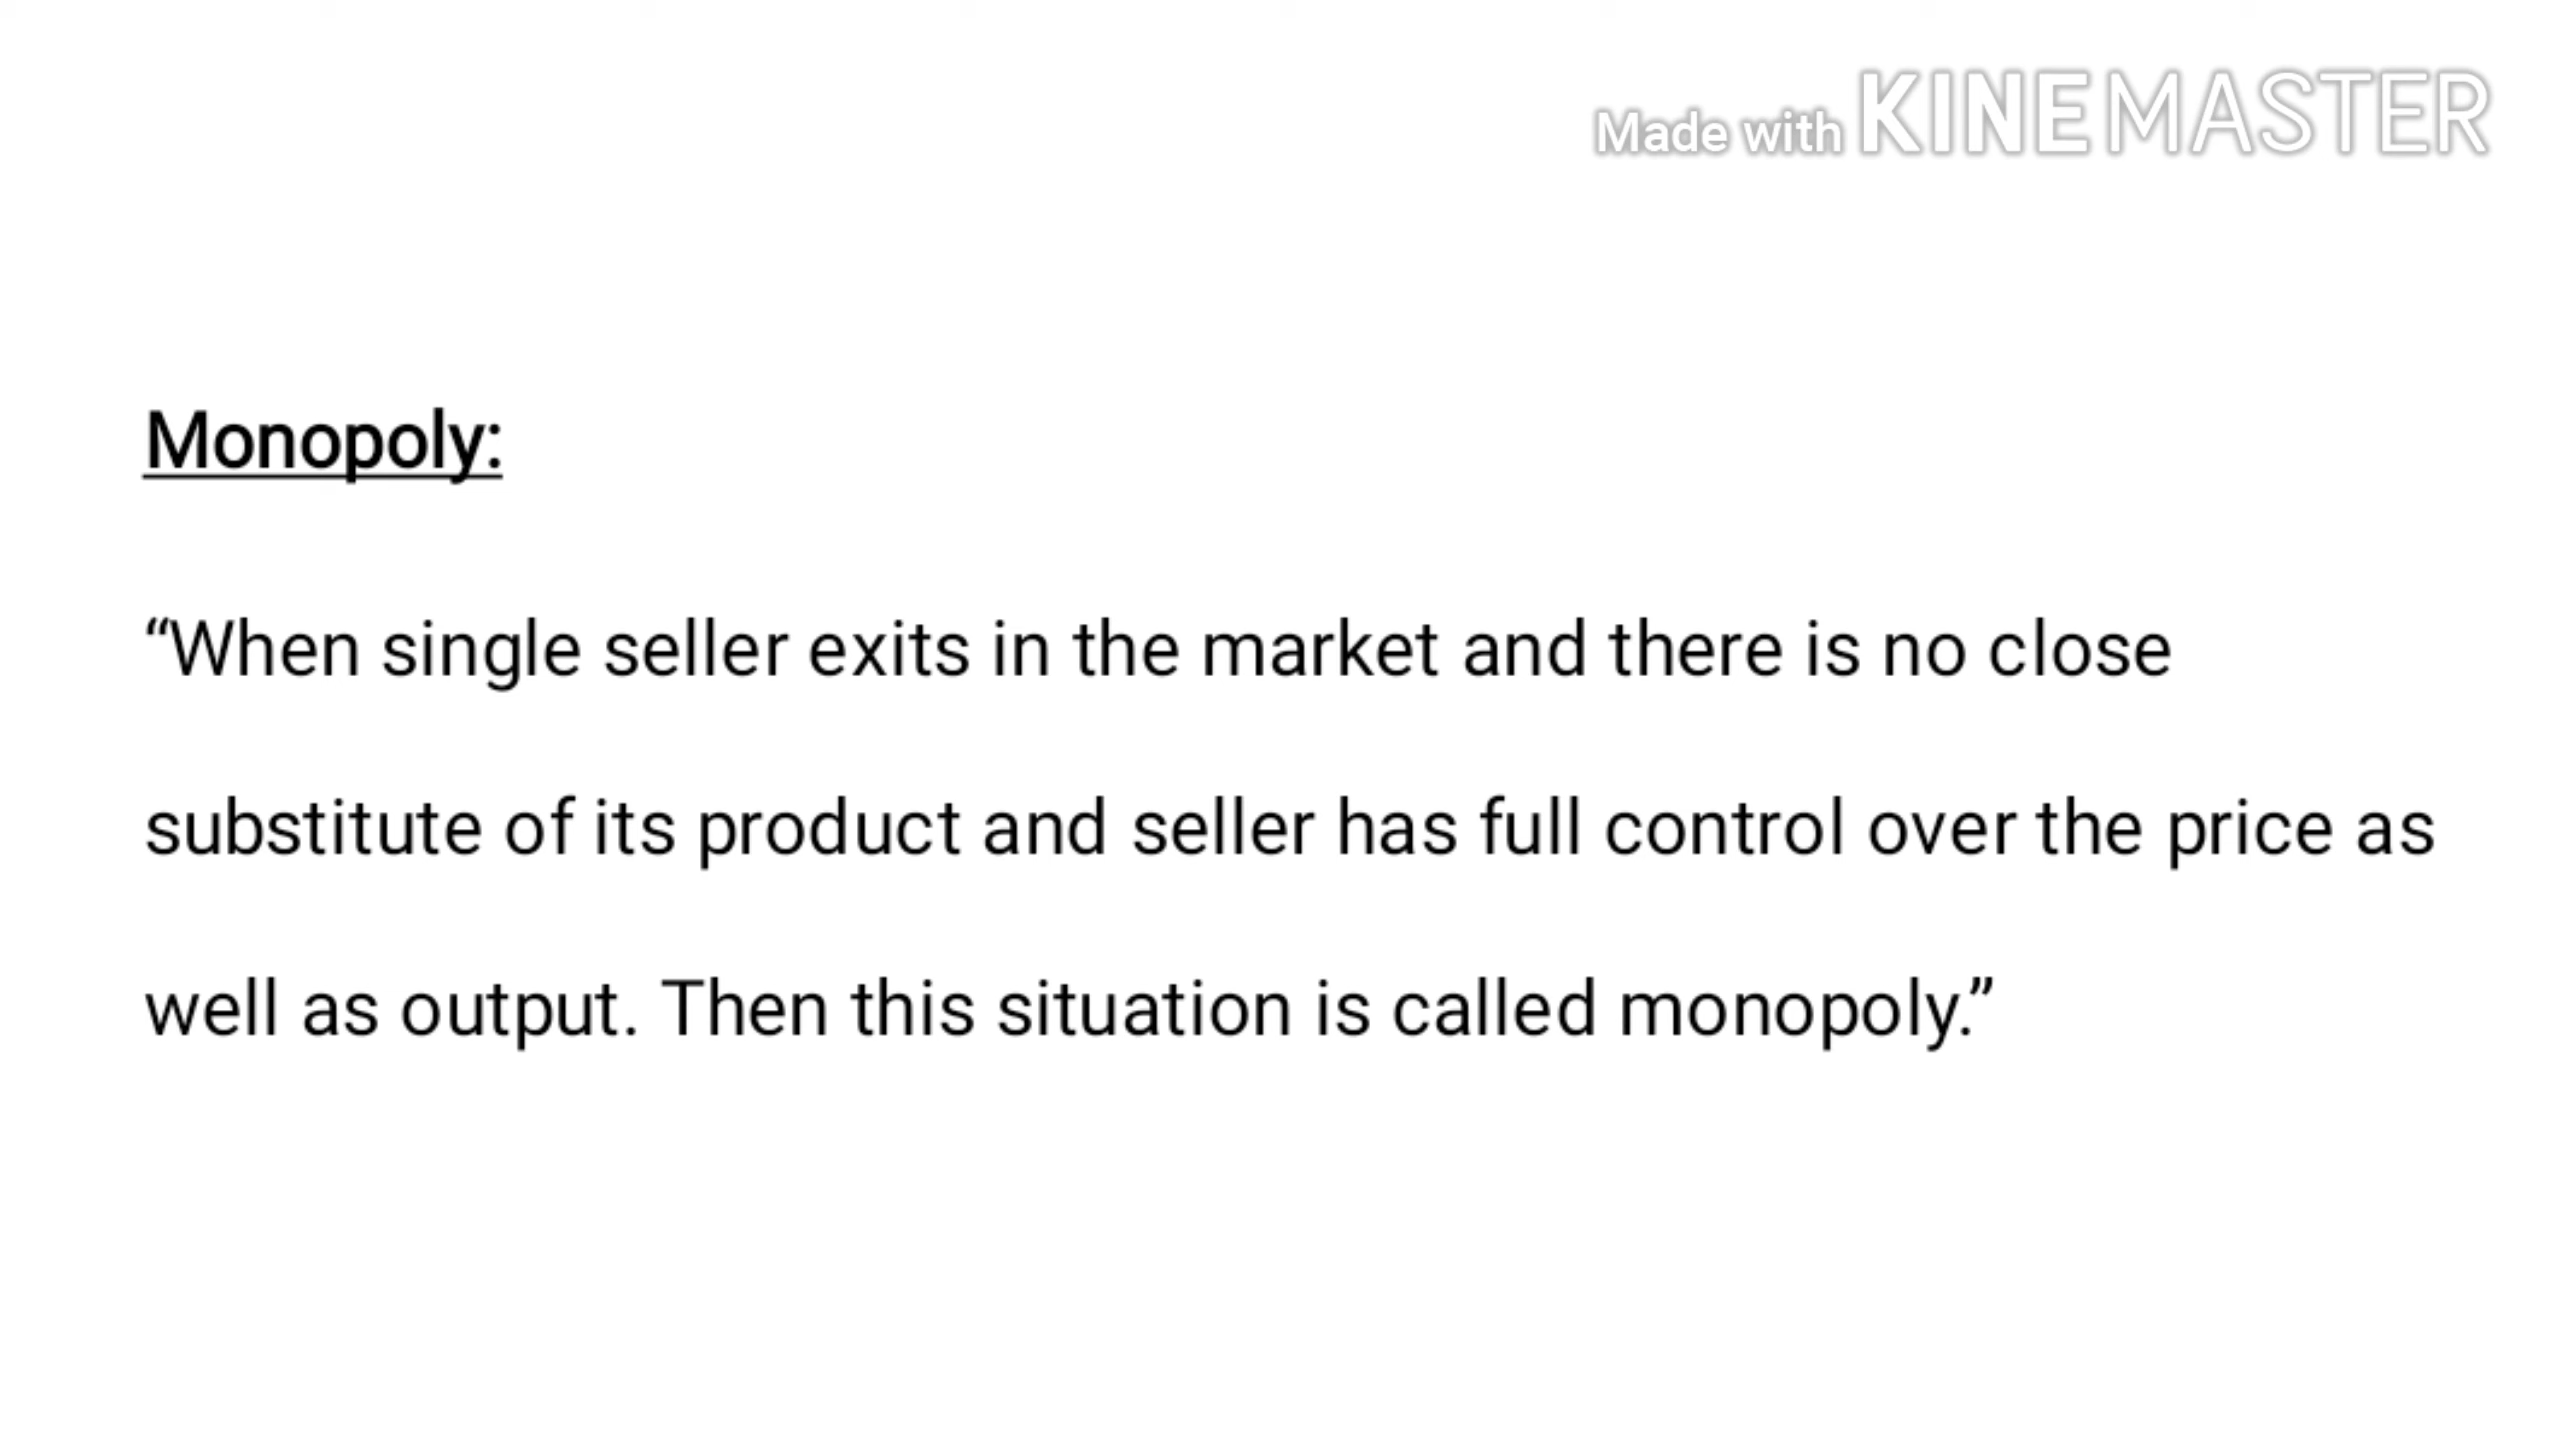 Made with KINEMASTER
Monopoly:
“When single seller exits in the market and there is no close
substitute of its product and seller has full control over the price as
well as output. Then this situation is called monopoly.”